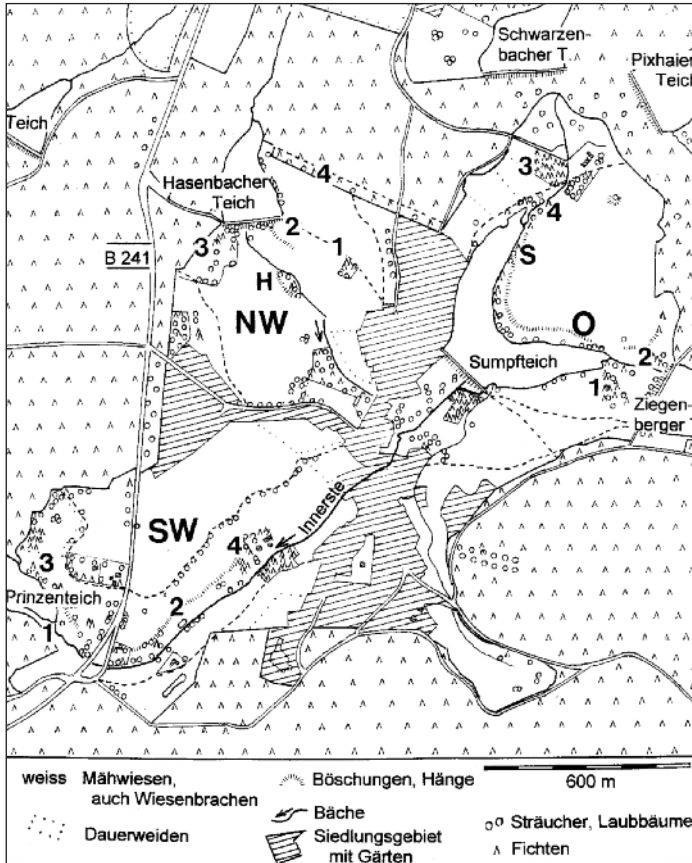 Schwarzen-
bacher T.
Pixhaier
Teich
Teich
Hasenbacher
Teich
4
3
4
2
1
3
B 241
H
NW
S
O
2
1
Sumpfteich
Ziegen-
berger T
Innerste
SW
4
3
2
Prinzenteich
1
weiss Mähwiesen,
auch Wiesenbrachen
Dauerweiden
Böschungen, Hänge
Bäche
Siedlungsgebiet
mit Gärten
600 m
Sträucher, Laubbäume
Fichten